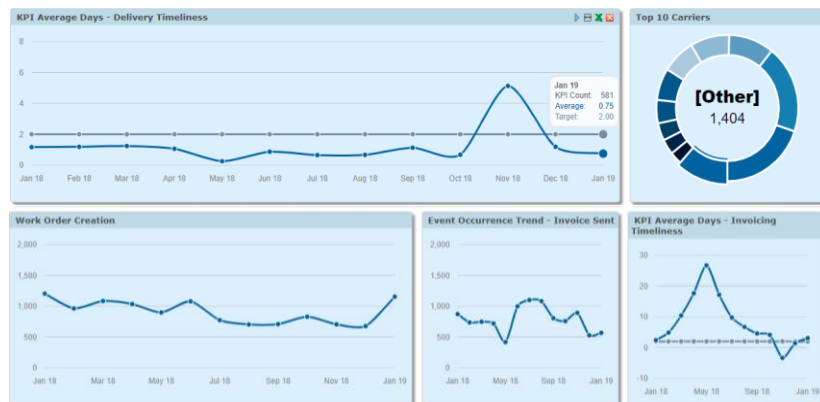 KPI Average Days - Delivery Timeliness
8
6
4
2
0
Jan 18 Feb 18 Mar 18 Apr 18 May 18 Jun 18 Jul 18 Aug 18 Sep 18 Oct 18 Nov 18 Dec 18 Jan 19
Jan 19
KPI Count: 581
Average: 0.75
Target: 2.00
Top 10 Carriers
[Other]
1,404
Work Order Creation
2,000
1,500
1,000
500
0
Jan 18 Mar 18 May 18 Jul 18 Sep 18 Nov 18 Jan 19
Event Occurrence Trend - Invoice Sent
2,000
1,500
1,000
500
0
Jan 18 May 18 Sep 18 Jan 19
KPI Average Days - Invoicing
Timeliness
30
20
10
0
-10
Jan 18 May 18 Sep 18 Jan 19